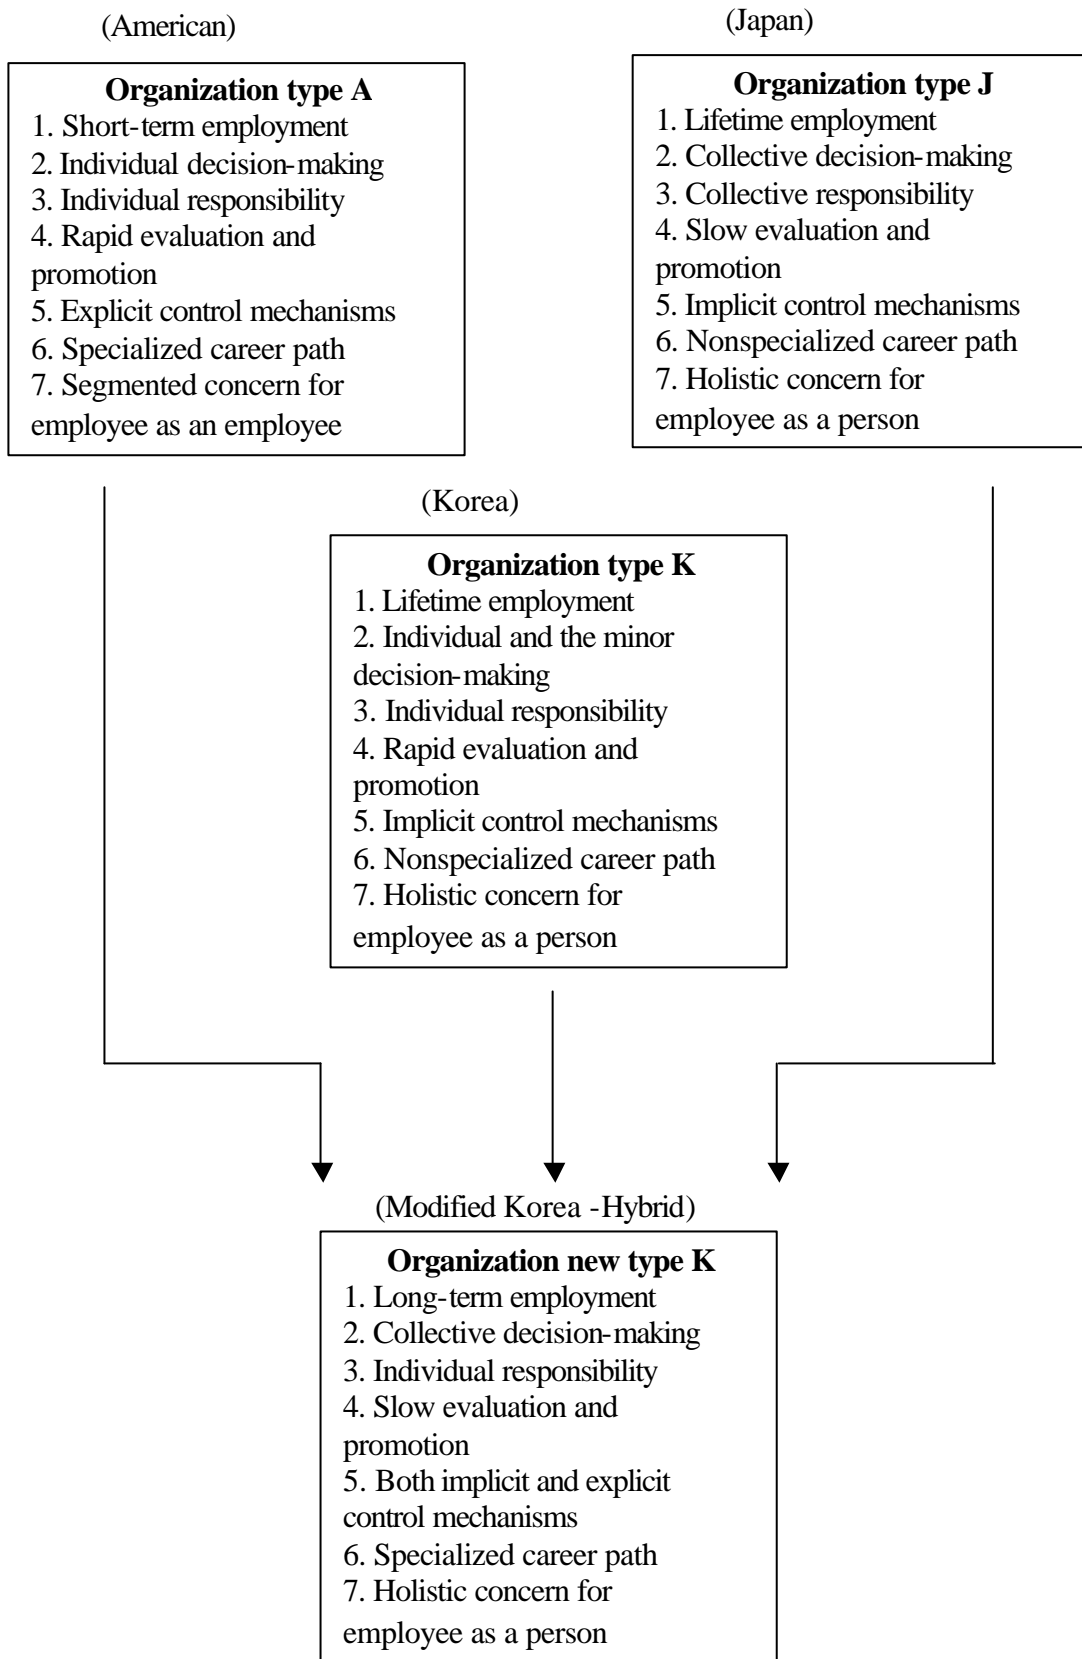 (American)
Organization type A
1. Short-term employment
2. Individual decision-making
3. Individual responsibility
4. Rapid evaluation and
promotion
5. Explicit control mechanisms
6. Specialized career path
7. Segmented concern for
employee as an employee
(Japan)
Organization type J
1. Lifetime employment
2. Collective decision-making
3. Collective responsibility
4. Slow evaluation and
promotion
5. Implicit control mechanisms
6. Nonspecialized career path
7. Holistic concern for
employee as a person
(Korea)
Organization type K
1. Lifetime employment
2. Individual and the minor
decision-making
3. Individual responsibility
4. Rapid evaluation and
promotion
5. Implicit control mechanisms
6. Nonspecialized career path
7. Holistic concern for
employee as a person
(Modified Korea -Hybrid)
Organization new type K
1. Long-term employment
2. Collective decision-making
3. Individual responsibility
4. Slow evaluation and
promotion
5. Both implicit and explicit
control mechanisms
6. Specialized career path
7. Holistic concern for
employee as a person